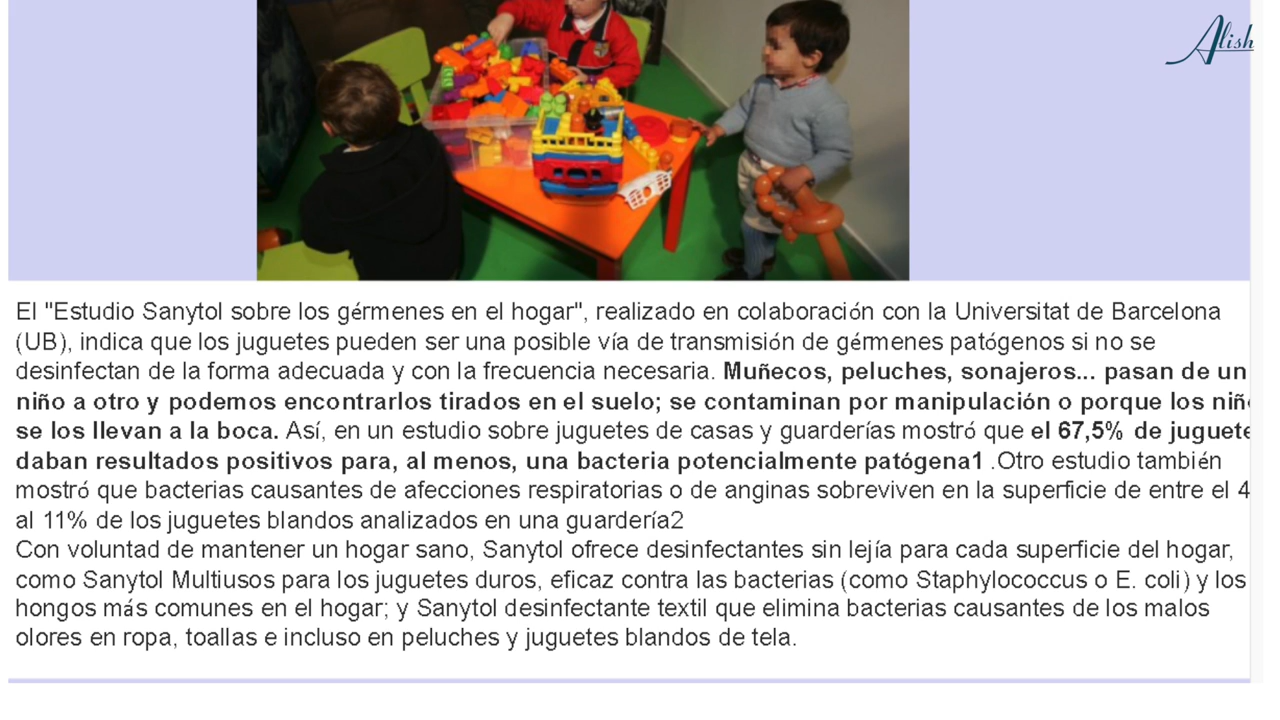 Alish
El "Estudio Sanytol sobre los gérmenes en el hogar", realizado en colaboración con la Universitat de Barcelona
(UB), indica que los juguetes pueden ser una posible vía de transmisión de gérmenes patógenos si no se
desinfectan de la forma adecuada y con la frecuencia necesaria. Muñecos, peluches, sonajeros... pasan de un
niño a otro y podemos encontrarlos tirados en el suelo; se contaminan por manipulación o porque los
se los llevan a la boca. Así, en un estudio sobre juguetes de casas y guarderías mostró que el 67,5% de
daban resultados positivos para, al menos, una bacteria potencialmente patógena1 .Otro estudio también
mostró que bacterias causantes de afecciones respiratorias o de anginas sobreviven en la superficie de entre el 4
al 11% de los juguetes blandos analizados en una guardería2
Con voluntad de mantener un hogar sano, Sanytol ofrece desinfectantes sin lejía para cada superficie del hogar,
como Sanytol Multiusos para los juguetes duros, eficaz contra las bacterias (como Staphylococcus o E. coli) y los
hongos más comunes en el hogar; y Sanytol desinfectante textil que elimina bacterias causantes de los malos
olores en ropa, toallas e incluso en peluches y juguetes blandos de tela.